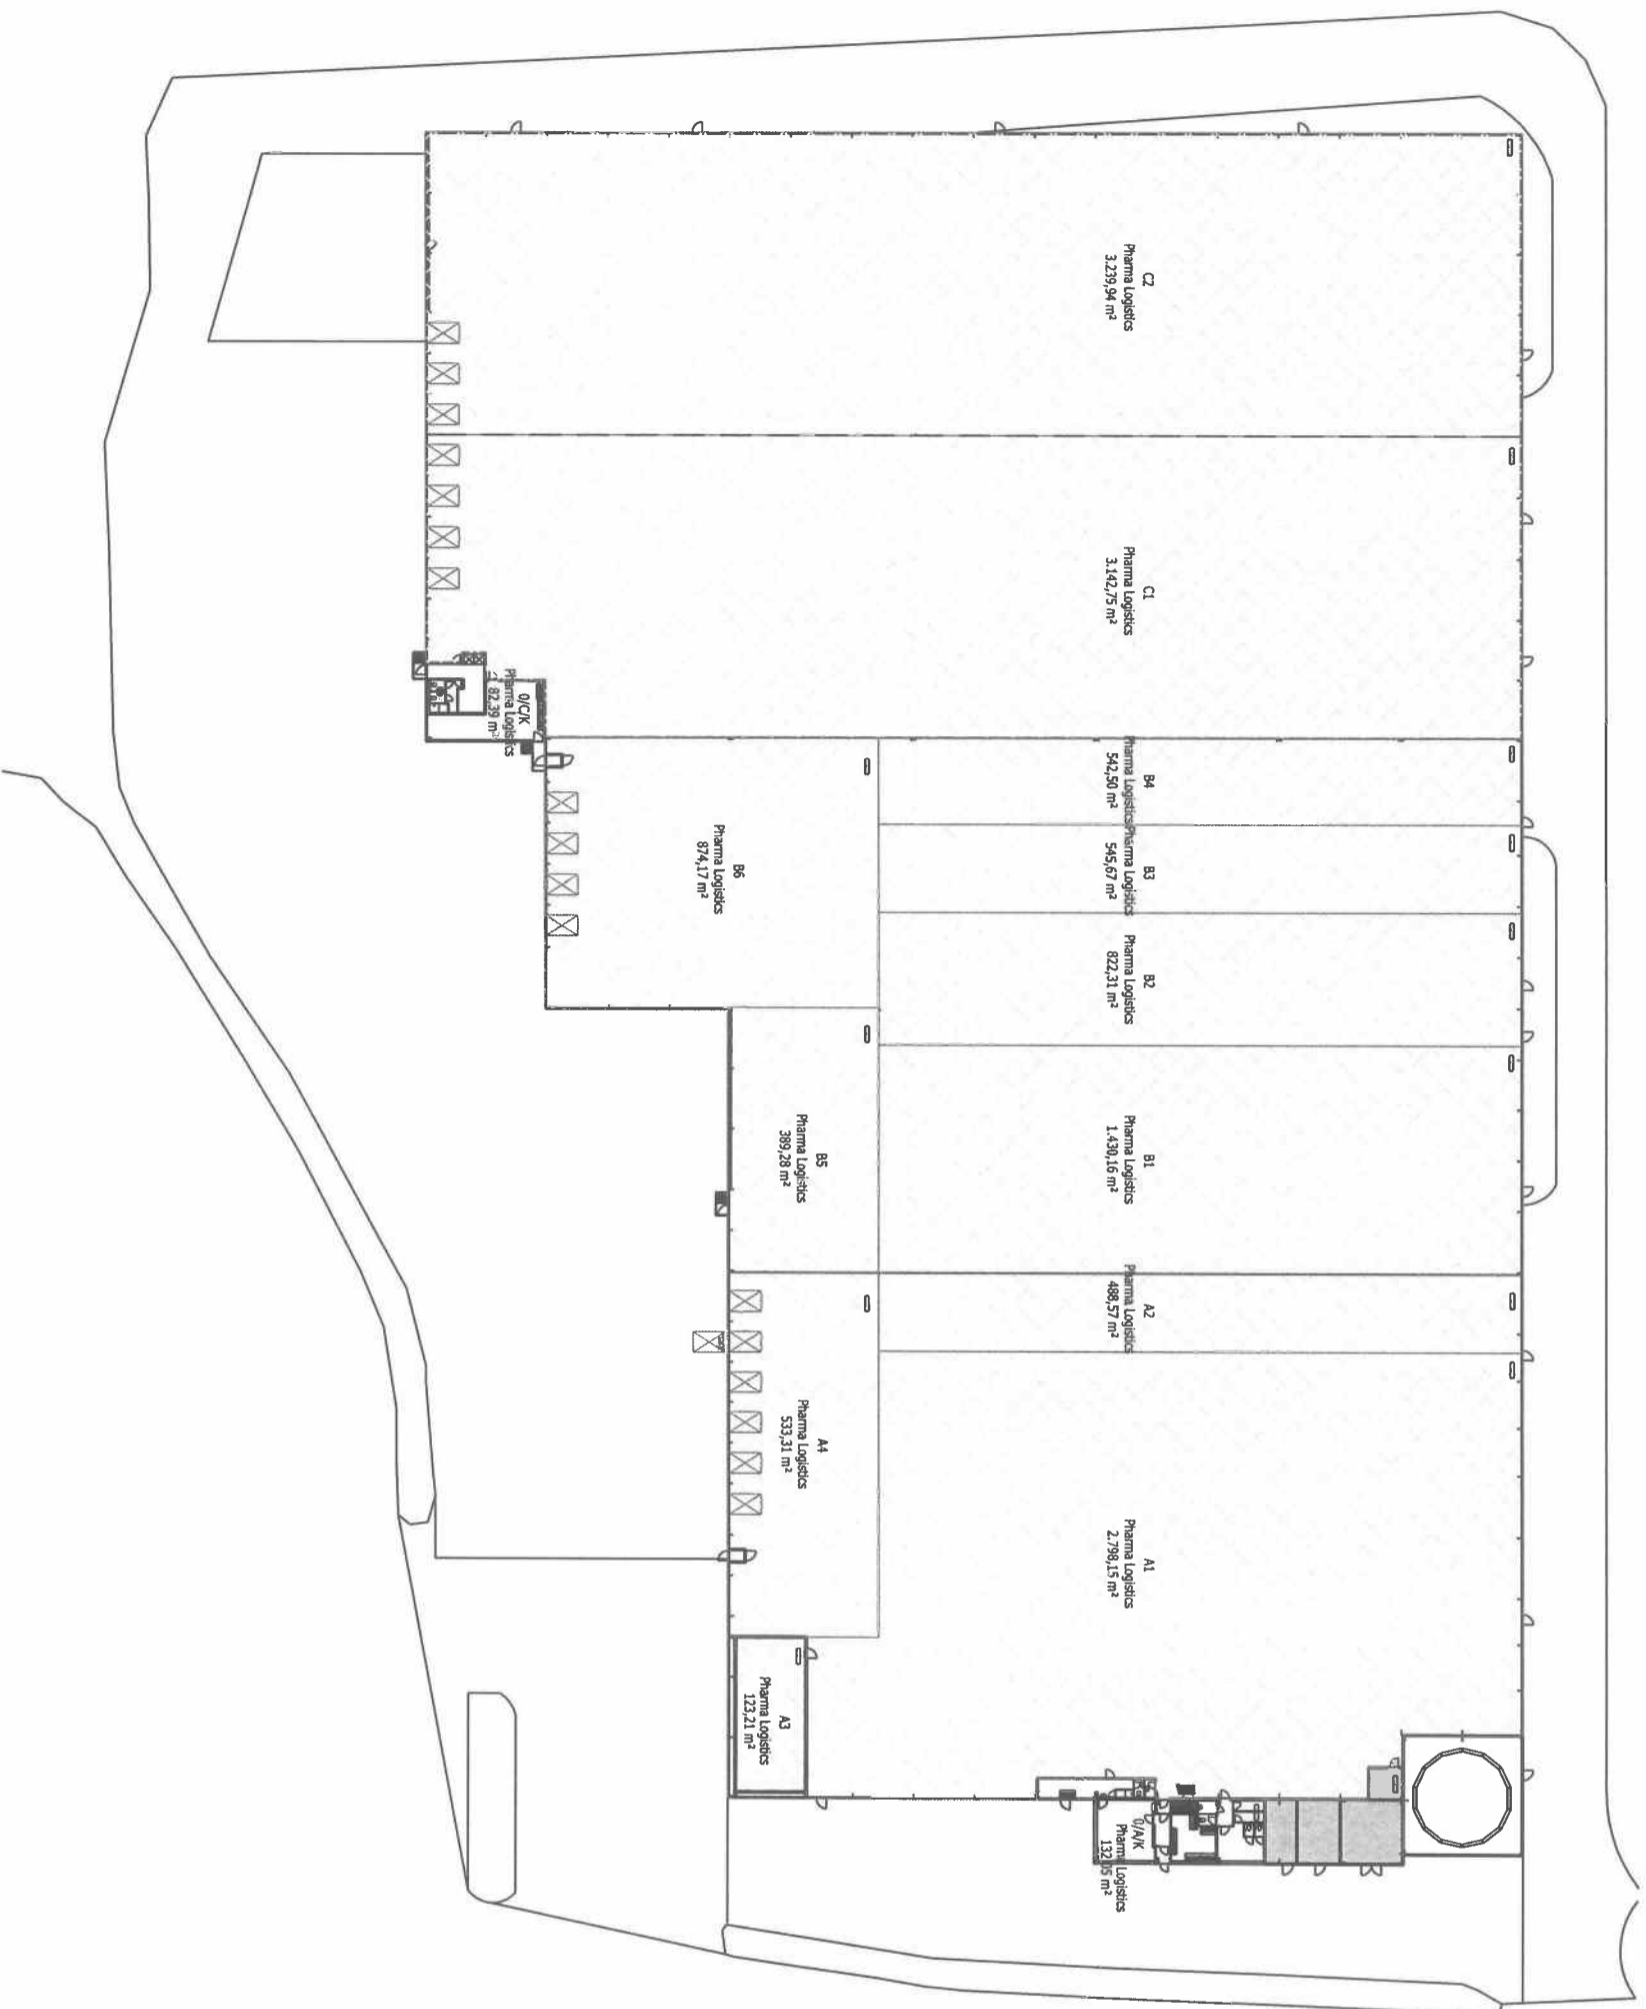 C2
Pharma Logistics
3.239,94 m²
C1
Pharma Logistics
3.142,75 m²
0/C/K
Pharma Logistics
82,39 m²
B4
Pharma Logistics
542,50 m²
B3
Pharma Logistics
545,67 m²
B6
Pharma Logistics
874,17 m²
B2
Pharma Logistics
822,31 m²
B1
Pharma Logistics
1.430,16 m²
B5
Pharma Logistics
389,28 m²
A2
Pharma Logistics
488,57 m²
A4
Pharma Logistics
533,31 m²
A1
Pharma Logistics
2.798,15 m²
A3
Pharma Logistics
123,21 m²
0/A/K
Pharma Logistics
132,05 m²